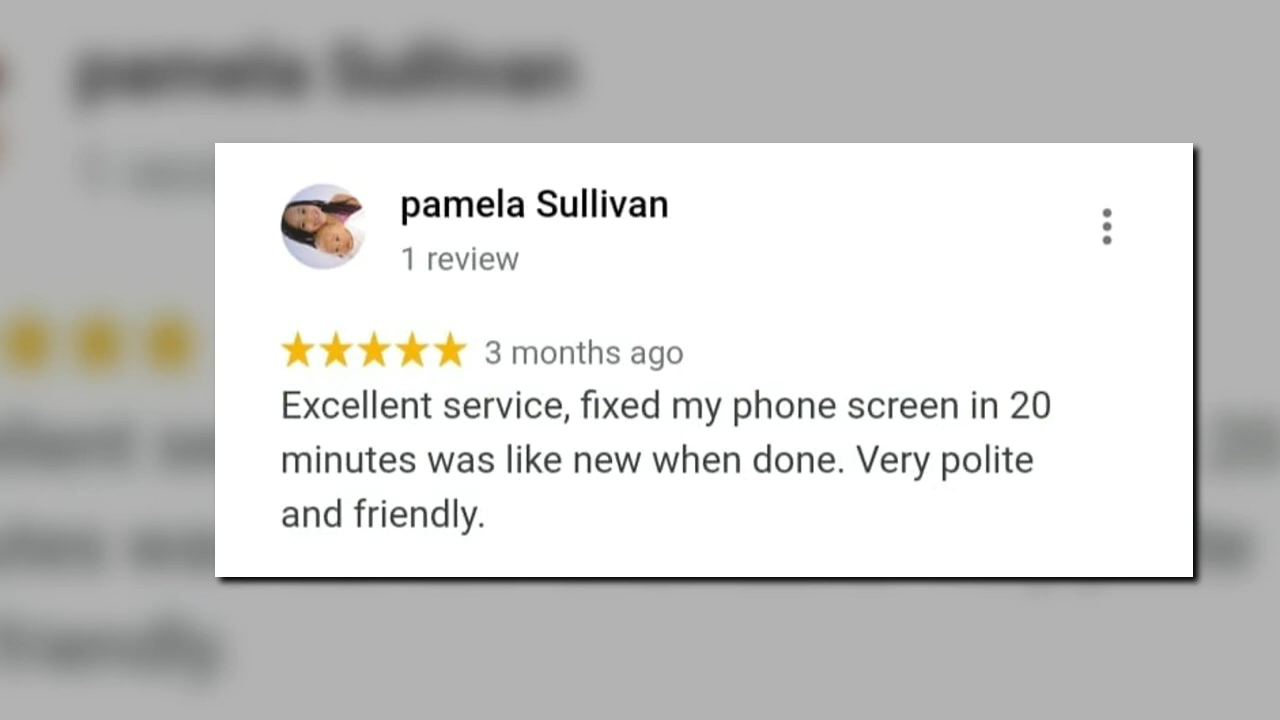 pamela Sullivan
1 review
3 months ago
Excellent service, fixed my phone screen in 20
minutes was like new when done. Very polite
and friendly.